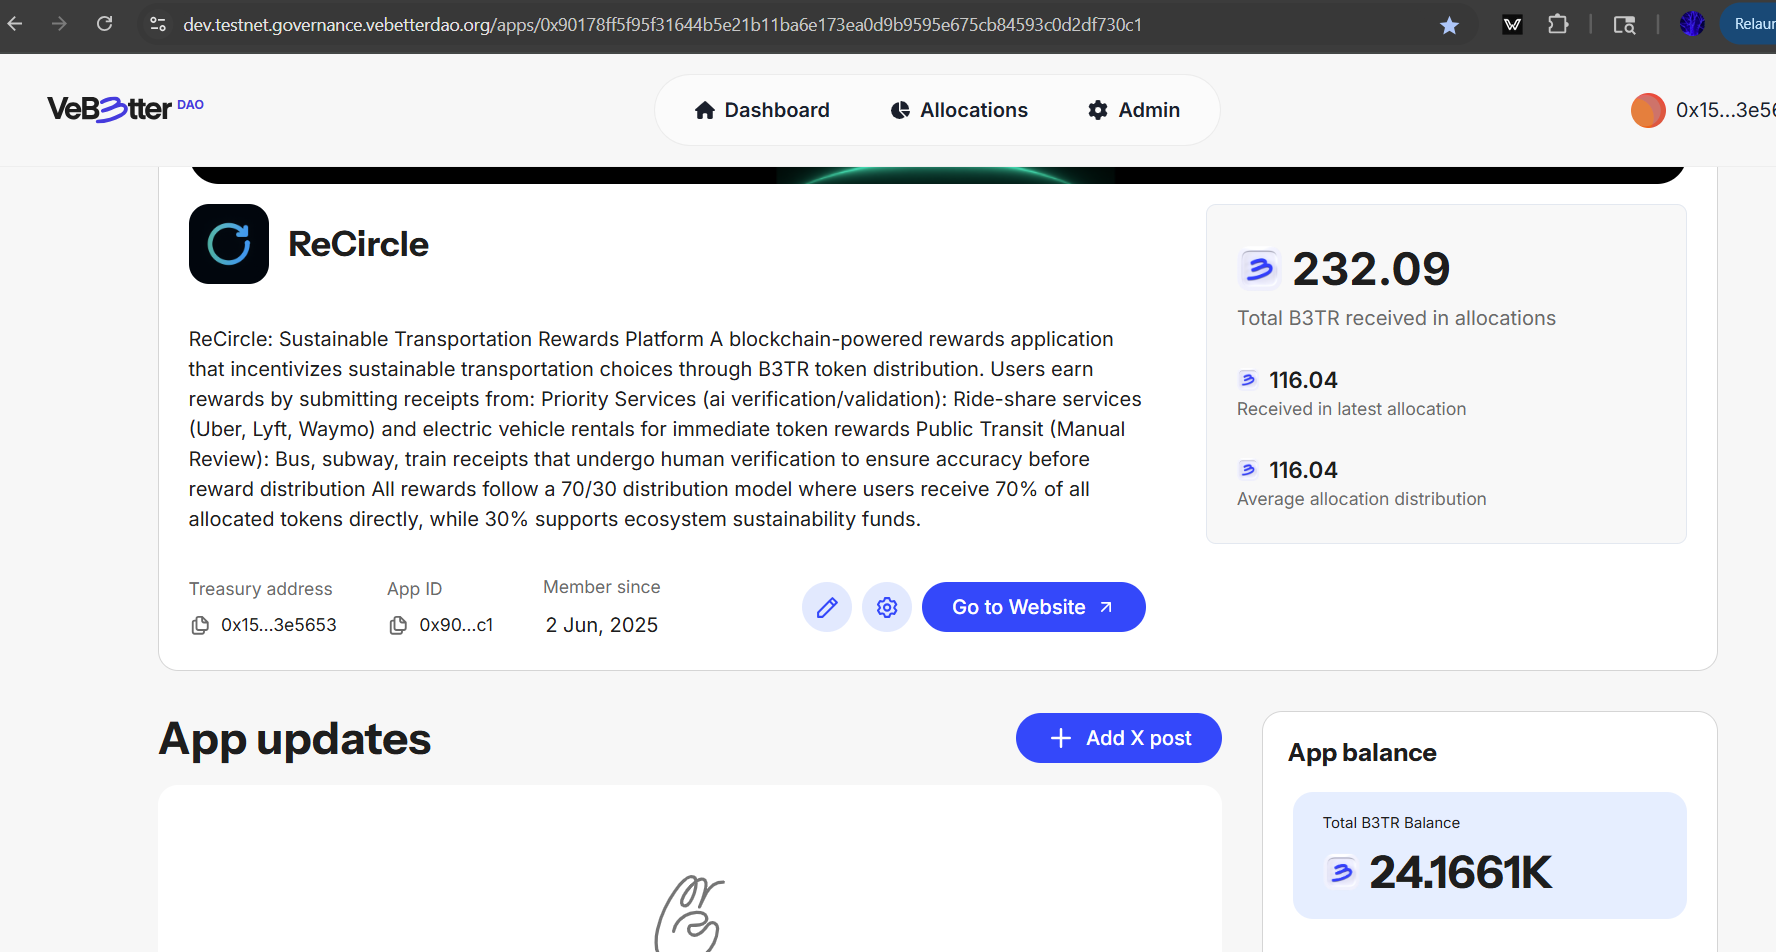 dev.testnet.governance.vebetterdao.org/apps/0x90178ff5f95f31644b5e21b11ba6e173ea0d9b9595e675cb84593c0d2df730c1
Relaun
VeB3tter DAO
Dashboard
Allocations
Admin
0x15...3e56
ReCircle
ReCircle: Sustainable Transportation Rewards Platform A blockchain-powered rewards application
that incentivizes sustainable transportation choices through B3TR token distribution. Users earn
rewards by submitting receipts from: Priority Services (ai verification/validation): Ride-share services
(Uber, Lyft, Waymo) and electric vehicle rentals for immediate token rewards Public Transit (Manual
Review): Bus, subway, train receipts that undergo human verification to ensure accuracy before
reward distribution All rewards follow a 70/30 distribution model where users receive 70% of all
allocated tokens directly, while 30% supports ecosystem sustainability funds.
Treasury address
0x15...3e5653
App ID
0x90...c1
Member since
2 Jun, 2025
Go to Website
232.09
Total B3TR received in allocations
116.04
Received in latest allocation
116.04
Average allocation distribution
App updates
Add X post
App balance
Total B3TR Balance
24.1661K